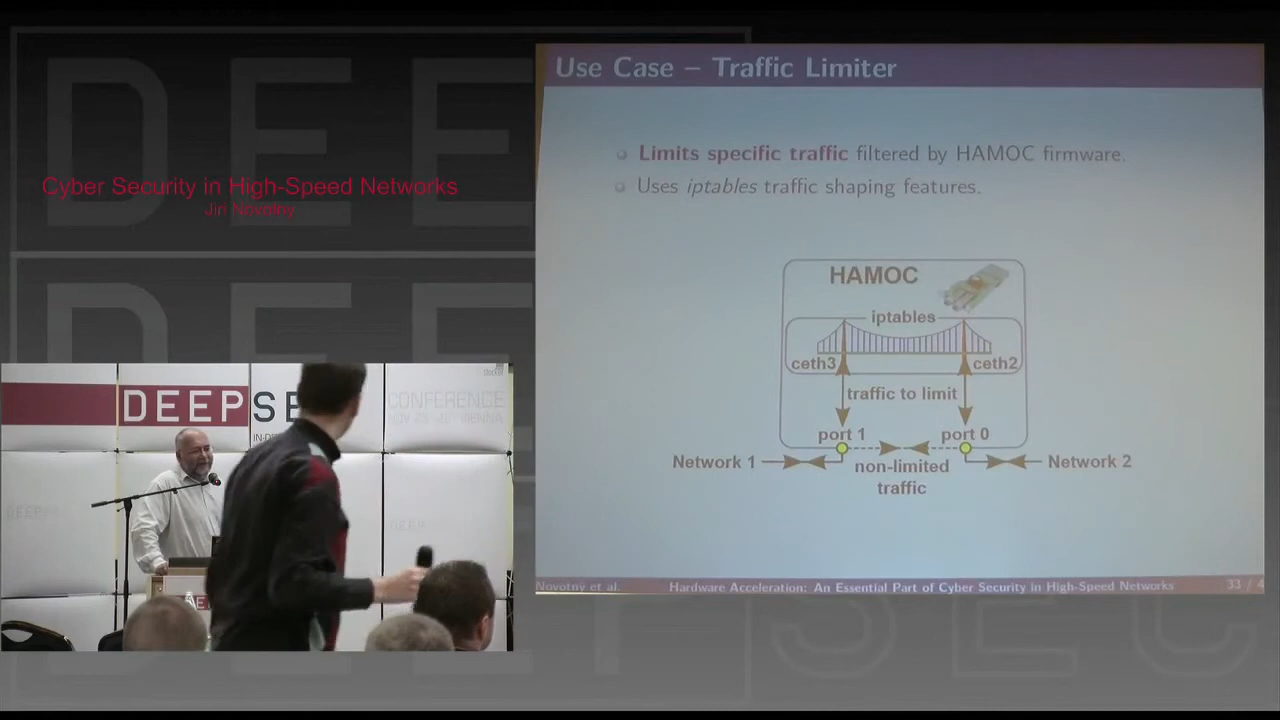 Cyber Security in High-Speed Networks
Jiri Novotny
DEEPSEC
CONFERENCE
Use Case – Traffic Limiter
Limits specific traffic filtered by HAMOC firmware.
Uses iptables traffic shaping features.
HAMOC
iptables
ceth3 ceth2
traffic to limit
port 1 port 0
Network 1 non-limited Network 2
traffic
Novotný et al. Hardware Acceleration: An Essential Part of Cyber Security in High-Speed Networks 33 / 4